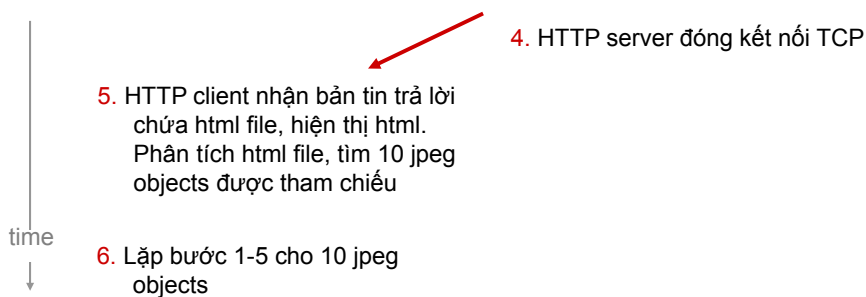 4. HTTP server đóng kết nối TCP
5. HTTP client nhận bản tin trả lời
chứa html file, hiện thị html.
Phân tích html file, tìm 10 jpeg
objects được tham chiếu
time
6. Lặp bước 1-5 cho 10 jpeg
objects